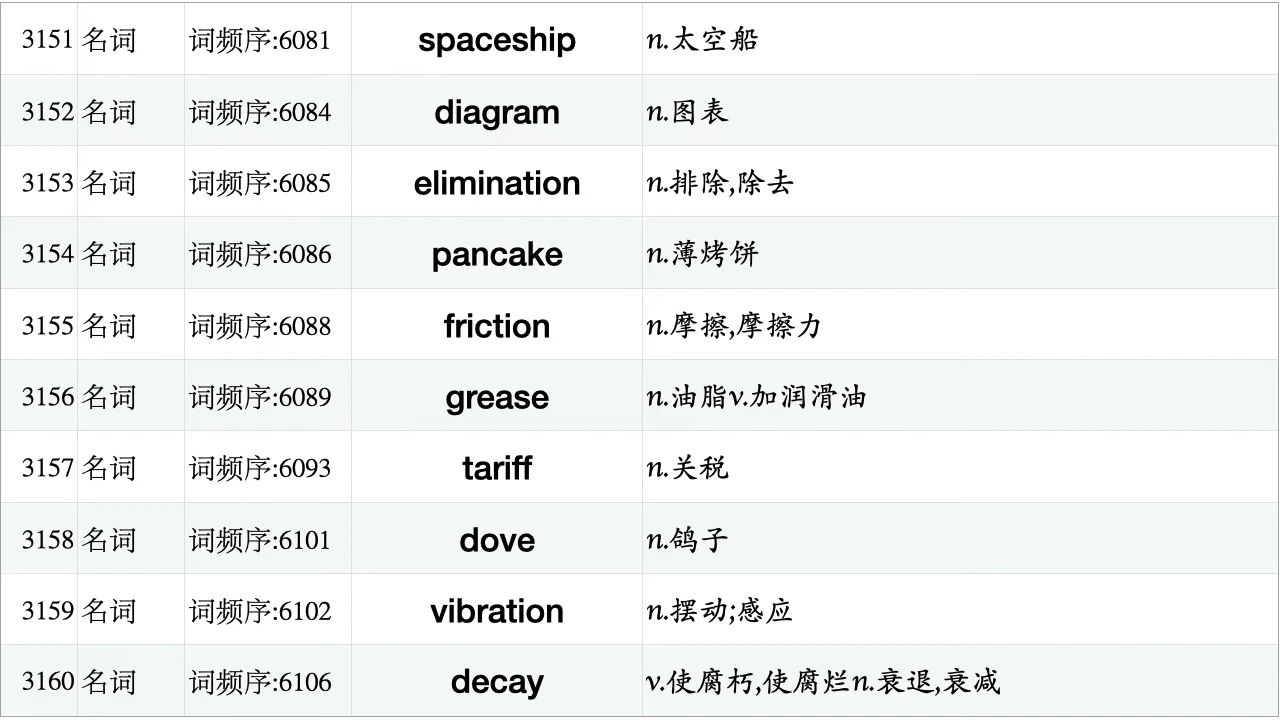 3151 名词 词频序:6081 spaceship n.太空船
3152 名词 词频序:6084 diagram n.图表
3153 名词 词频序:6085 elimination n.排除,除去
3154 名词 词频序:6086 pancake n.薄烤饼
3155 名词 词频序:6088 friction n.摩擦,摩擦力
3156 名词 词频序:6089 grease n.油脂v.加润滑油
3157 名词 词频序:6093 tariff n.关税
3158 名词 词频序:6101 dove n.鸽子
3159 名词 词频序:6102 vibration n.摆动;感应
3160 名词 词频序:6106 decay v.使腐朽,使腐烂n.衰退,衰减